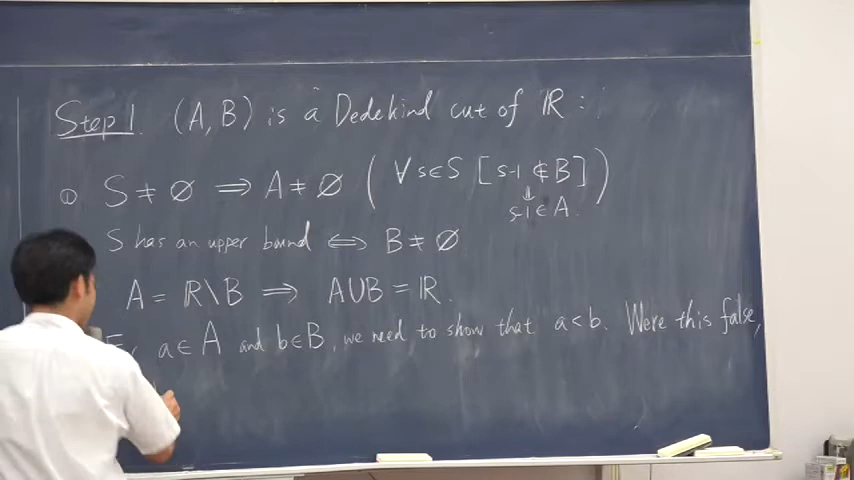 Step 1. (A, B) is a Dedekind cut of ℝ :
① S ≠ ∅ ⟹ A ≠ ∅ ( ∀ s∈S [ s-1 ∉ B ] )
⇓
s-1 ∈ A.
S has an upper bound ⟺ B ≠ ∅
A = ℝ\B ⟹ A∪B = ℝ.
a∈A and b∈B, we need to show that a<b. Were this false,